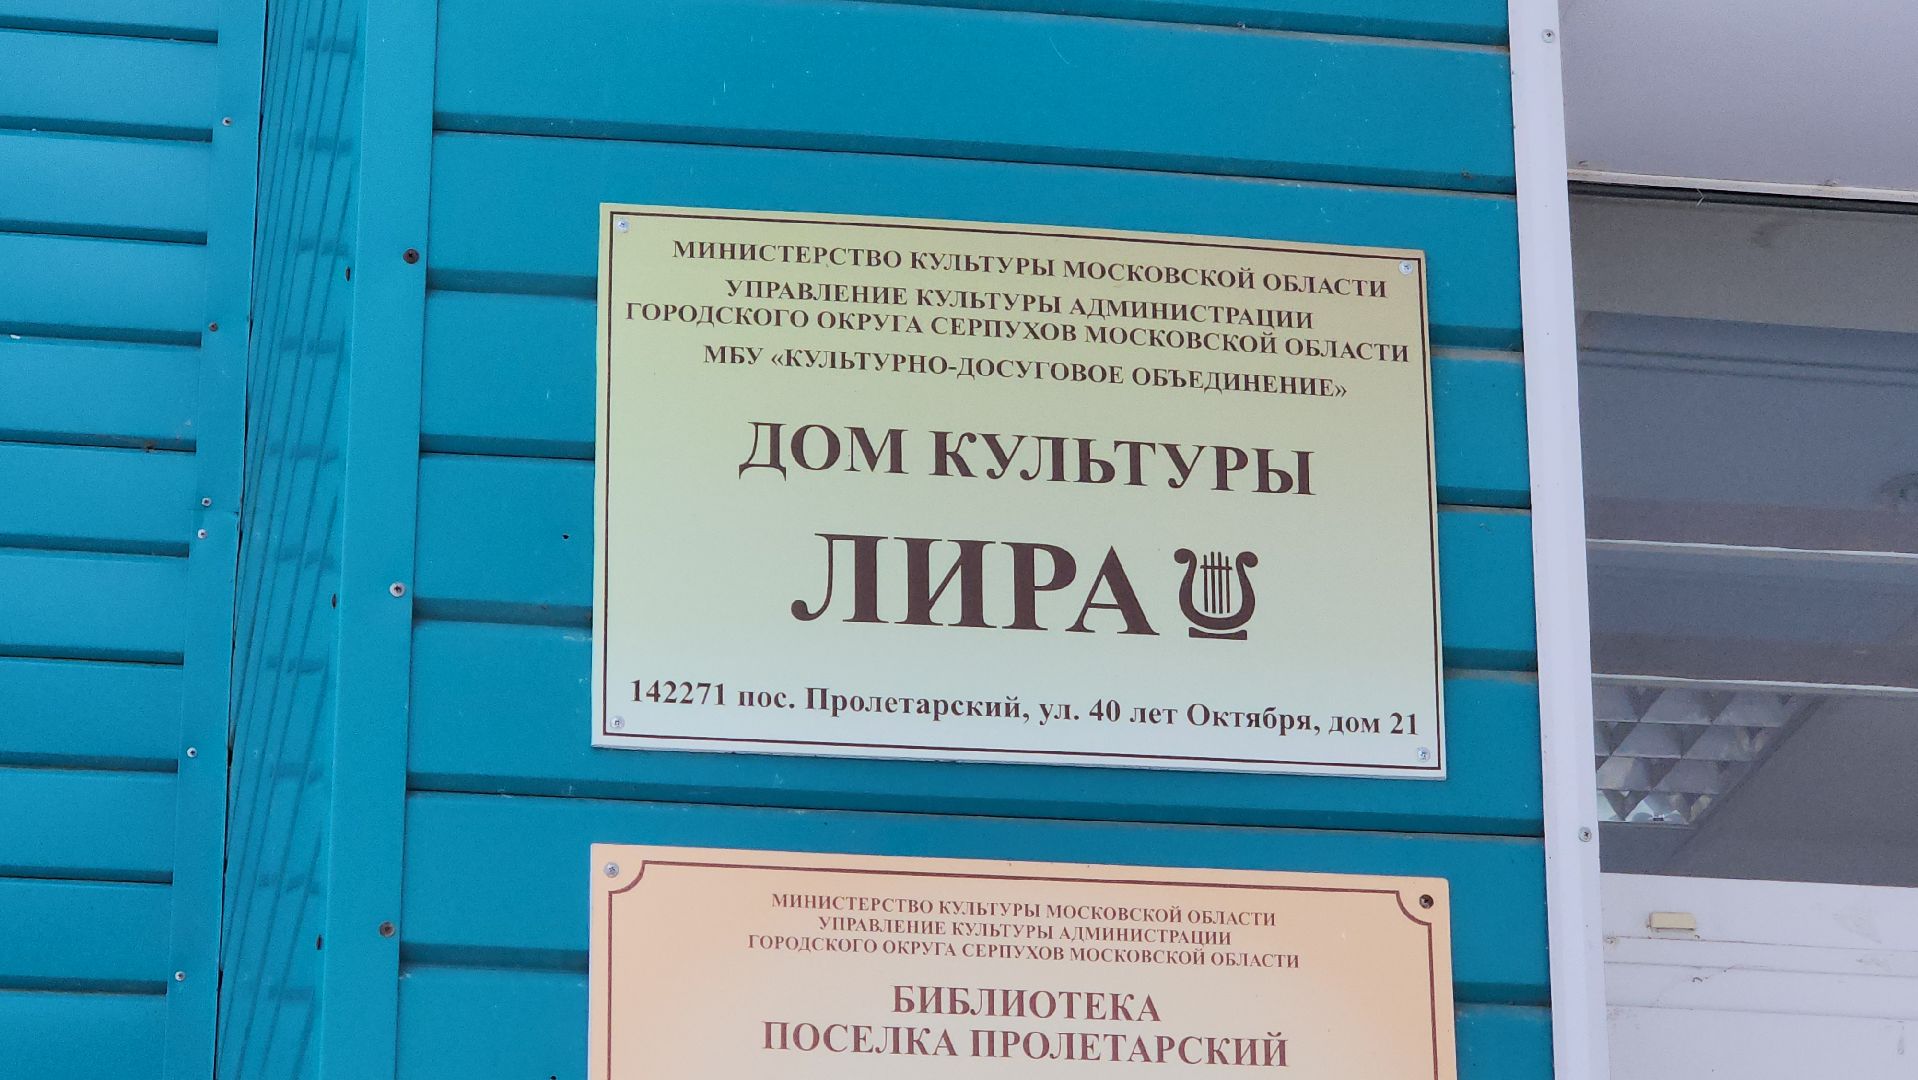 МИНИСТЕРСТВО КУЛЬТУРЫ МОСКОВСКОЙ ОБЛАСТИ
УПРАВЛЕНИЕ КУЛЬТУРЫ АДМИНИСТРАЦИИ
ГОРОДСКОГО ОКРУГА СЕРПУХОВ МОСКОВСКОЙ ОБЛАСТИ
МБУ «КУЛЬТУРНО-ДОСУГОВОЕ ОБЪЕДИНЕНИЕ»
ДОМ КУЛЬТУРЫ
ЛИРА
142271 пос. Пролетарский, ул. 40 лет Октября, дом 21
МИНИСТЕРСТВО КУЛЬТУРЫ МОСКОВСКОЙ ОБЛАСТИ
УПРАВЛЕНИЕ КУЛЬТУРЫ АДМИНИСТРАЦИИ
ГОРОДСКОГО ОКРУГА СЕРПУХОВ МОСКОВСКОЙ ОБЛАСТИ
БИБЛИОТЕКА
ПОСЕЛКА ПРОЛЕТАРСКИЙ